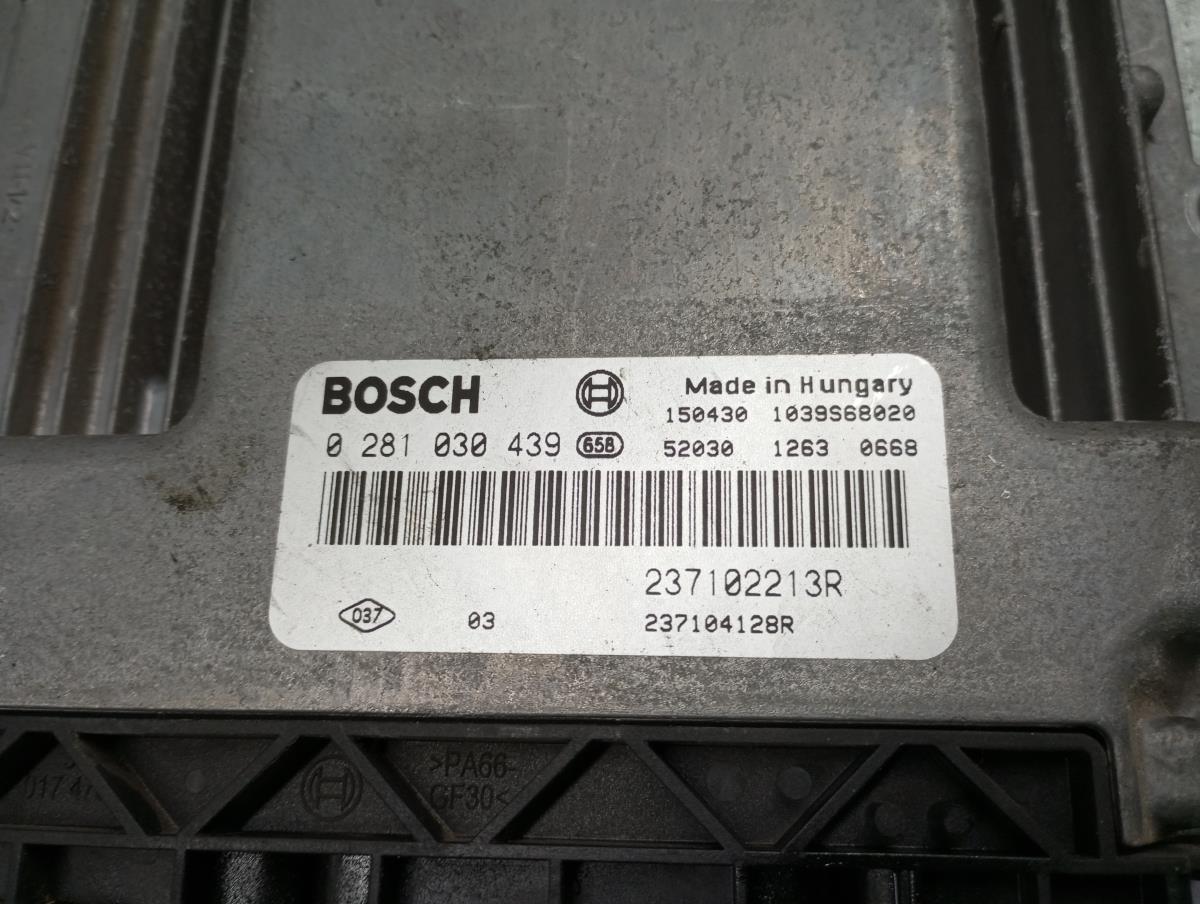 BOSCH Made in Hungary
150430 1039S68020
0 281 030 439 658 52030 1263 0668
237102213R
037 03 237104128R
>PA66-
GF30<